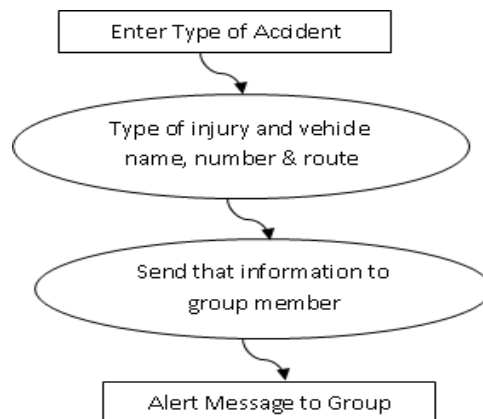 Enter Type of Accident
Type of injury and vehicle
name, number & route
Send that information to
group member
Alert Message to Group